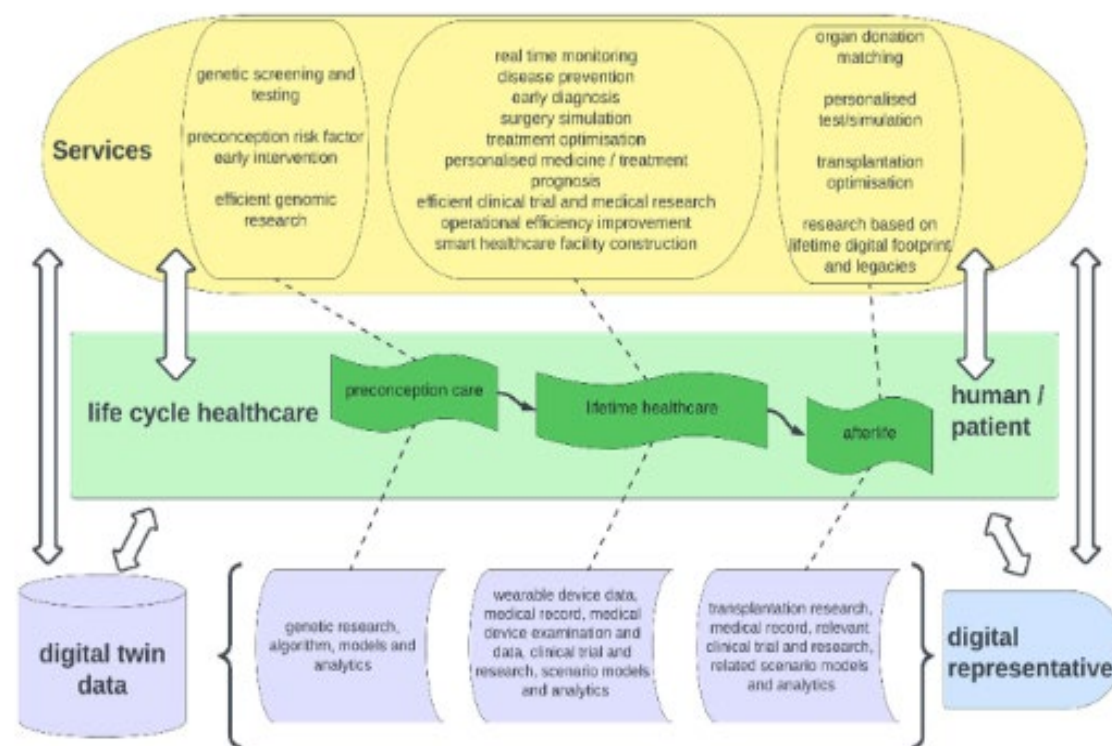 Services
genetic screening and
testing
preconception risk factor
early intervention
efficient genomic
research
real time monitoring
disease prevention
early diagnosis
surgery simulation
treatment optimisation
personalised medicine / treatment
prognosis
efficient clinical trial and medical research
operational efficiency improvement
smart healthcare facility construction
organ donation
matching
personalised
test/simulation
transplantation
optimisation
research based on
lifetime digital footprint
and legacies
life cycle healthcare
preconception care
lifetime healthcare
afterlife
human /
patient
digital twin
data
genetic research,
algorithm, models and
analytics
wearable device data,
medical record, medical
device examination and
data, clinical trial and
research, scenario models
and analytics
transplantation research,
medical record, relevant
clinical trial and research,
related scenario models
and analytics
digital
representative